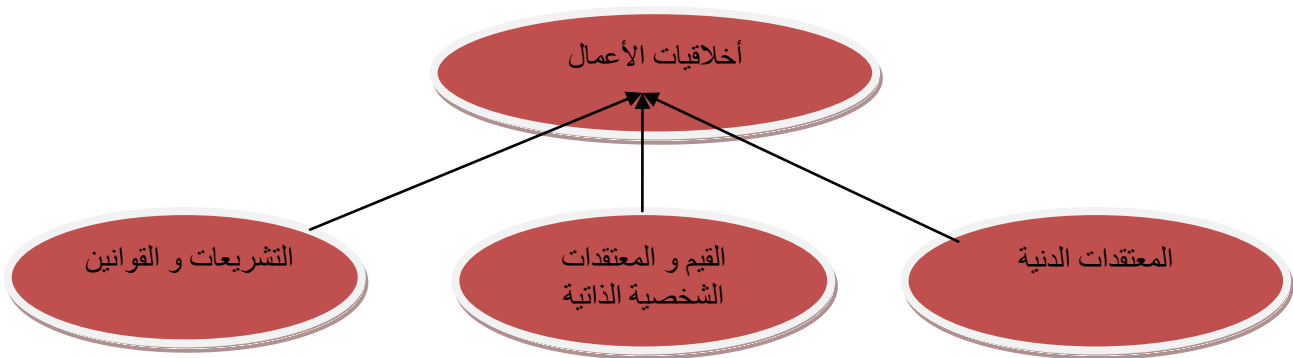 أخلاقيات الأعمال
المعتقدات الدنية
القيم و المعتقدات
الشخصية الذاتية
التشريعات و القوانين